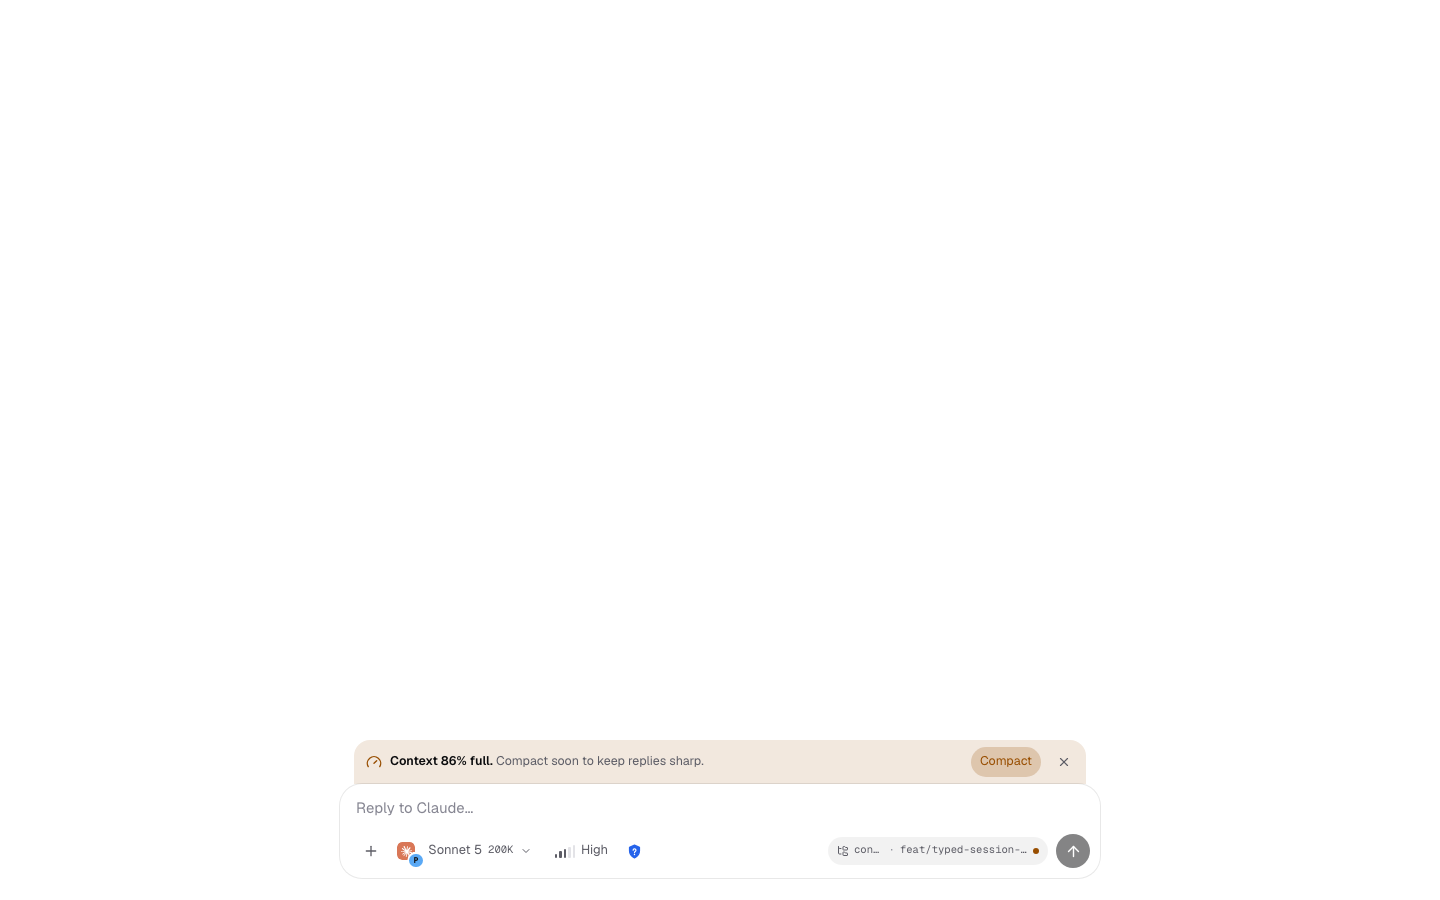 Context 86% full. Compact soon to keep replies sharp.
Compact
Reply to Claude…
P
Sonnet 5 200K
High
con… · feat/typed-session-…